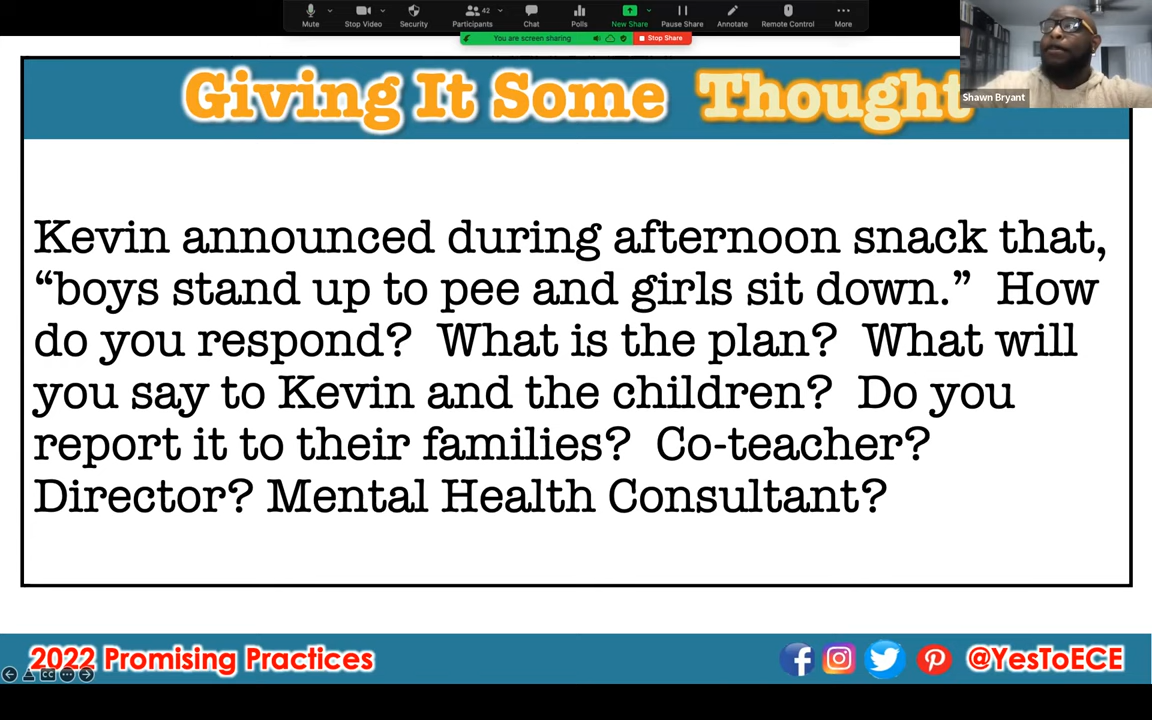 Mute
Stop Video
Security
Participants
42
Chat
Polls
New Share
Pause Share
Annotate
Remote Control
More
You are screen sharing
Stop Share
Shawn Bryant
Giving It Some Thought
Kevin announced during afternoon snack that,
“boys stand up to pee and girls sit down.” How
do you respond? What is the plan? What will
you say to Kevin and the children? Do you
report it to their families? Co-teacher?
Director? Mental Health Consultant?
2022 Promising Practices
CC
@YesToECE